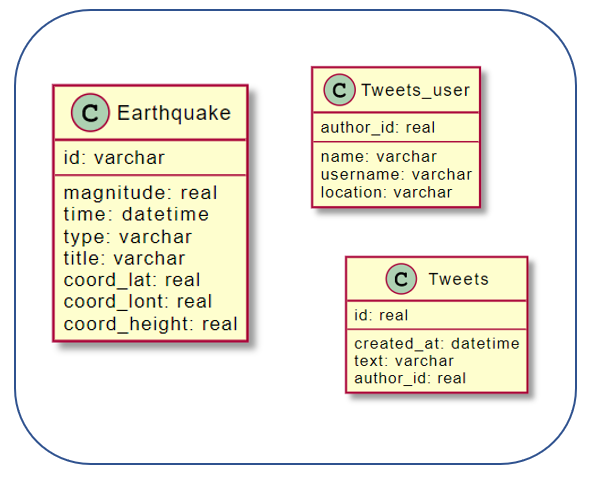 C Earthquake
id: varchar
magnitude: real
time: datetime
type: varchar
title: varchar
coord_lat: real
coord_lont: real
coord_height: real
C Tweets_user
author_id: real
name: varchar
username: varchar
location: varchar
C Tweets
id: real
created_at: datetime
text: varchar
author_id: real